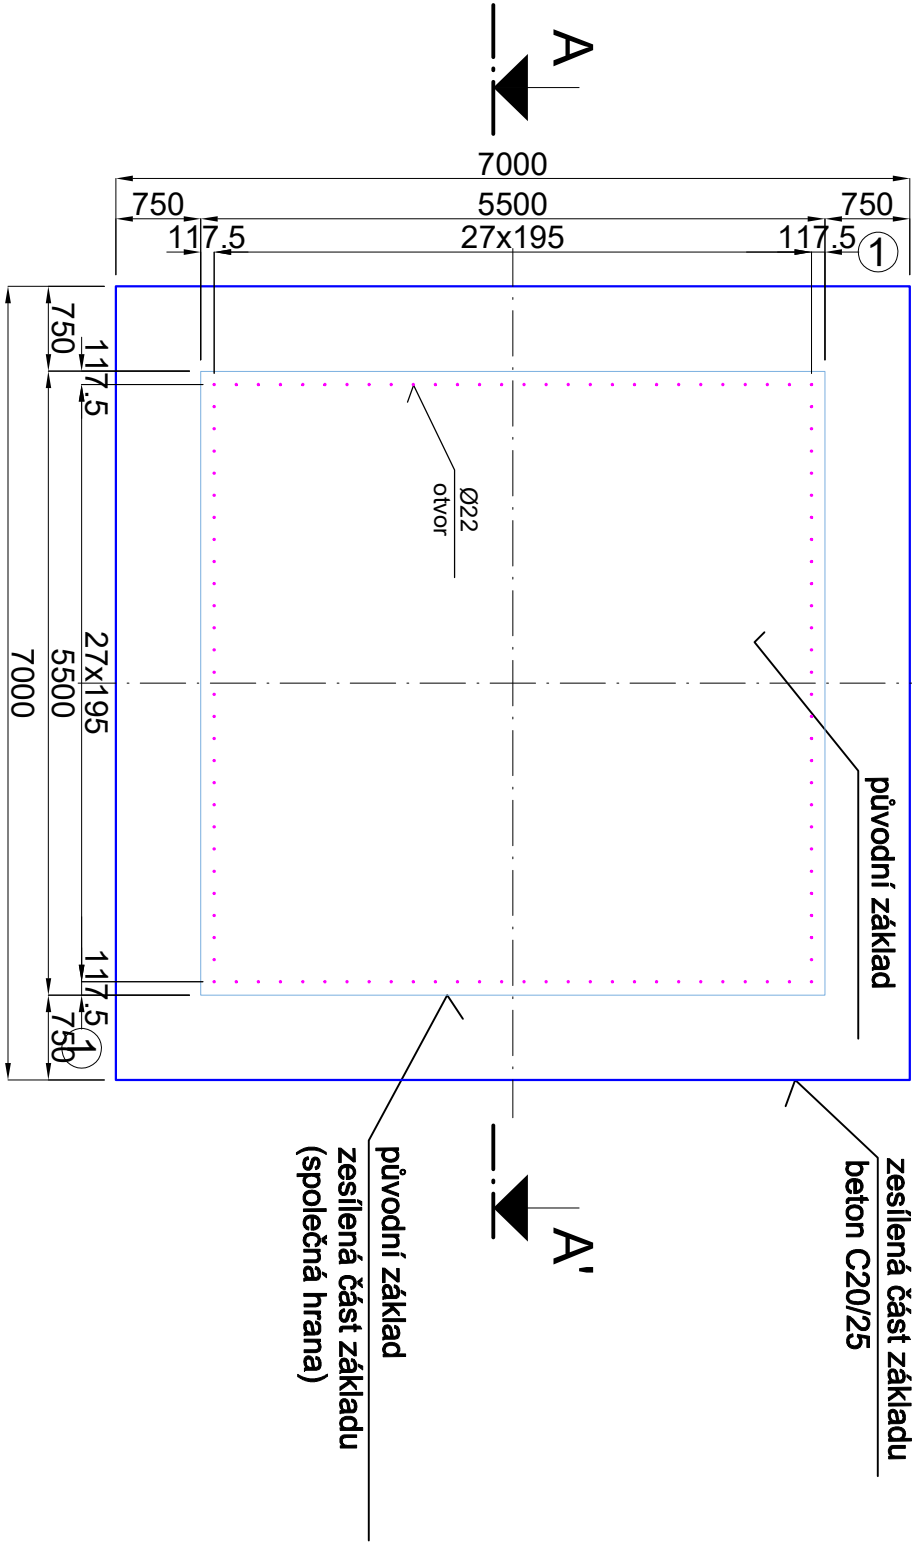 A
7000
750
5500
750
117.5
27x195
117.5
1
750
117.5
Ø22
otvor
27x195
5500
7000
původní základ
117.5
750
1
A'
zesílená část základu
beton C20/25
původní základ
zesílená část základu
(společná hrana)